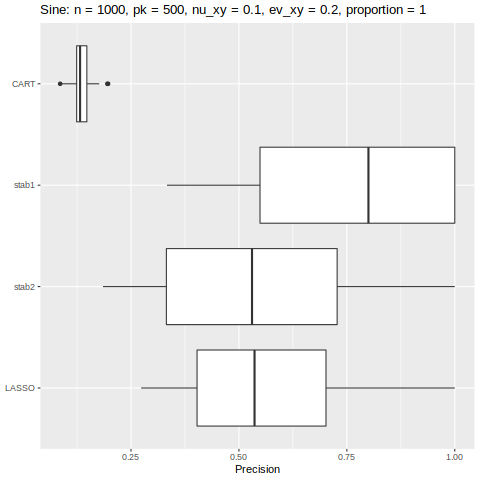 Sine: n = 1000, pk = 500, nu_xy = 0.1, ev_xy = 0.2, proportion = 1
CART
stab1
stab2
LASSO
0.25 0.50 0.75 1.00
Precision